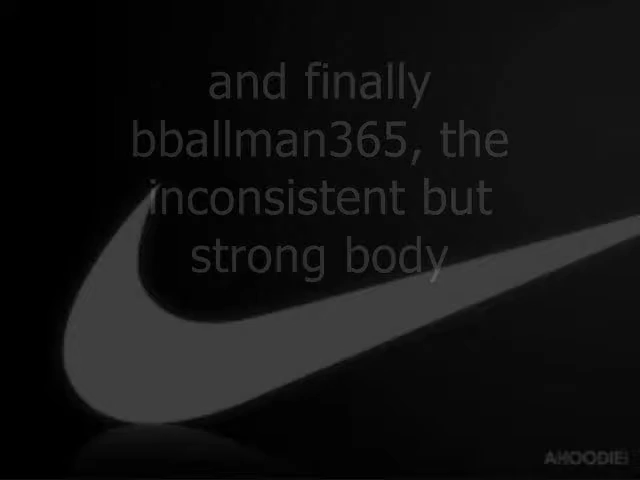 and finally
bballman365, the
inconsistent but
strong body
AHOODIE